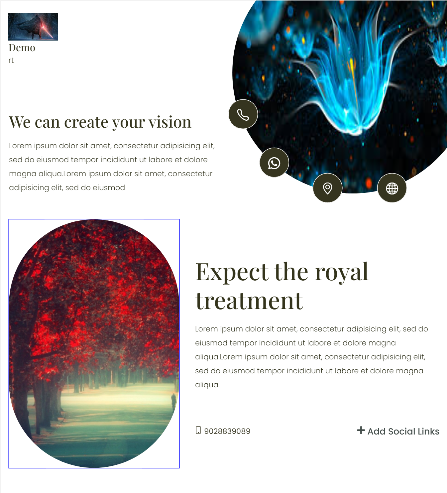 Demo
rt
We can create your vision
Lorem ipsum dolor sit amet, consectetur adipisicing elit,
sed do eiusmod tempor incididunt ut labore et dolore
magna aliqua.Lorem ipsum dolor sit amet, consectetur
adipisicing elit, sed do eiusmod
Expect the royal
treatment
Lorem ipsum dolor sit amet, consectetur adipisicing elit, sed do
eiusmod tempor incididunt ut labore et dolore magna
aliqua.Lorem ipsum dolor sit amet, consectetur adipisicing elit,
sed do eiusmod tempor incididunt ut labore et dolore magna
aliqua.
9028839089
+ Add Social Links